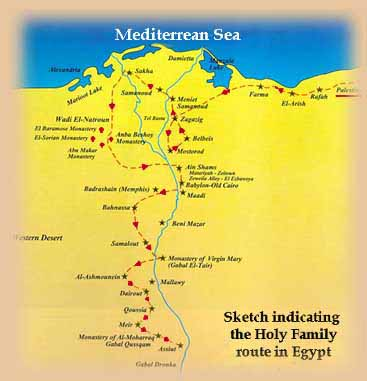 Mediterrean Sea
Alexandria
Damietta
Manzala
Lake
Sakha
Mariout Lake
Samanoud
Meniet
Samanoud
Farma
El-Arish
Rafah
Palestine
Wadi El-Natroun
Tel Basta
Zagazig
El Baramose Monastery
Anba Beshoy
Monastery
Belbeis
El-Sorian Monastery
Abu Makar
Monastery
Mostorod
Ain Shams
Matariyah - Zeitoun
Zeweila Alley - El Ezbaweya
Badrashain (Memphis)
Babylon-Old Cairo
Maadi
Bahnassa
Beni Mazar
Western Desert
Samalout
Monastery of Virgin Mary
(Gabal El-Tair)
Al-Ashmounein
Mallawy
Dairout
Qoussia
Meir
Monastery of Al-Moharraq
Gabal Qussqam
Assiut
Gabal Dronka
Sketch indicating
the Holy Family
route in Egypt